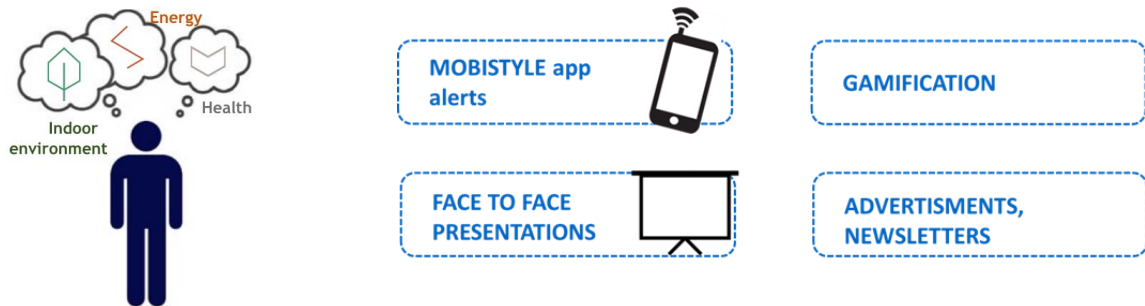 Energy
Health
Indoor
environment
MOBISTYLE app
alerts
GAMIFICATION
FACE TO FACE
PRESENTATIONS
ADVERTISMENTS,
NEWSLETTERS